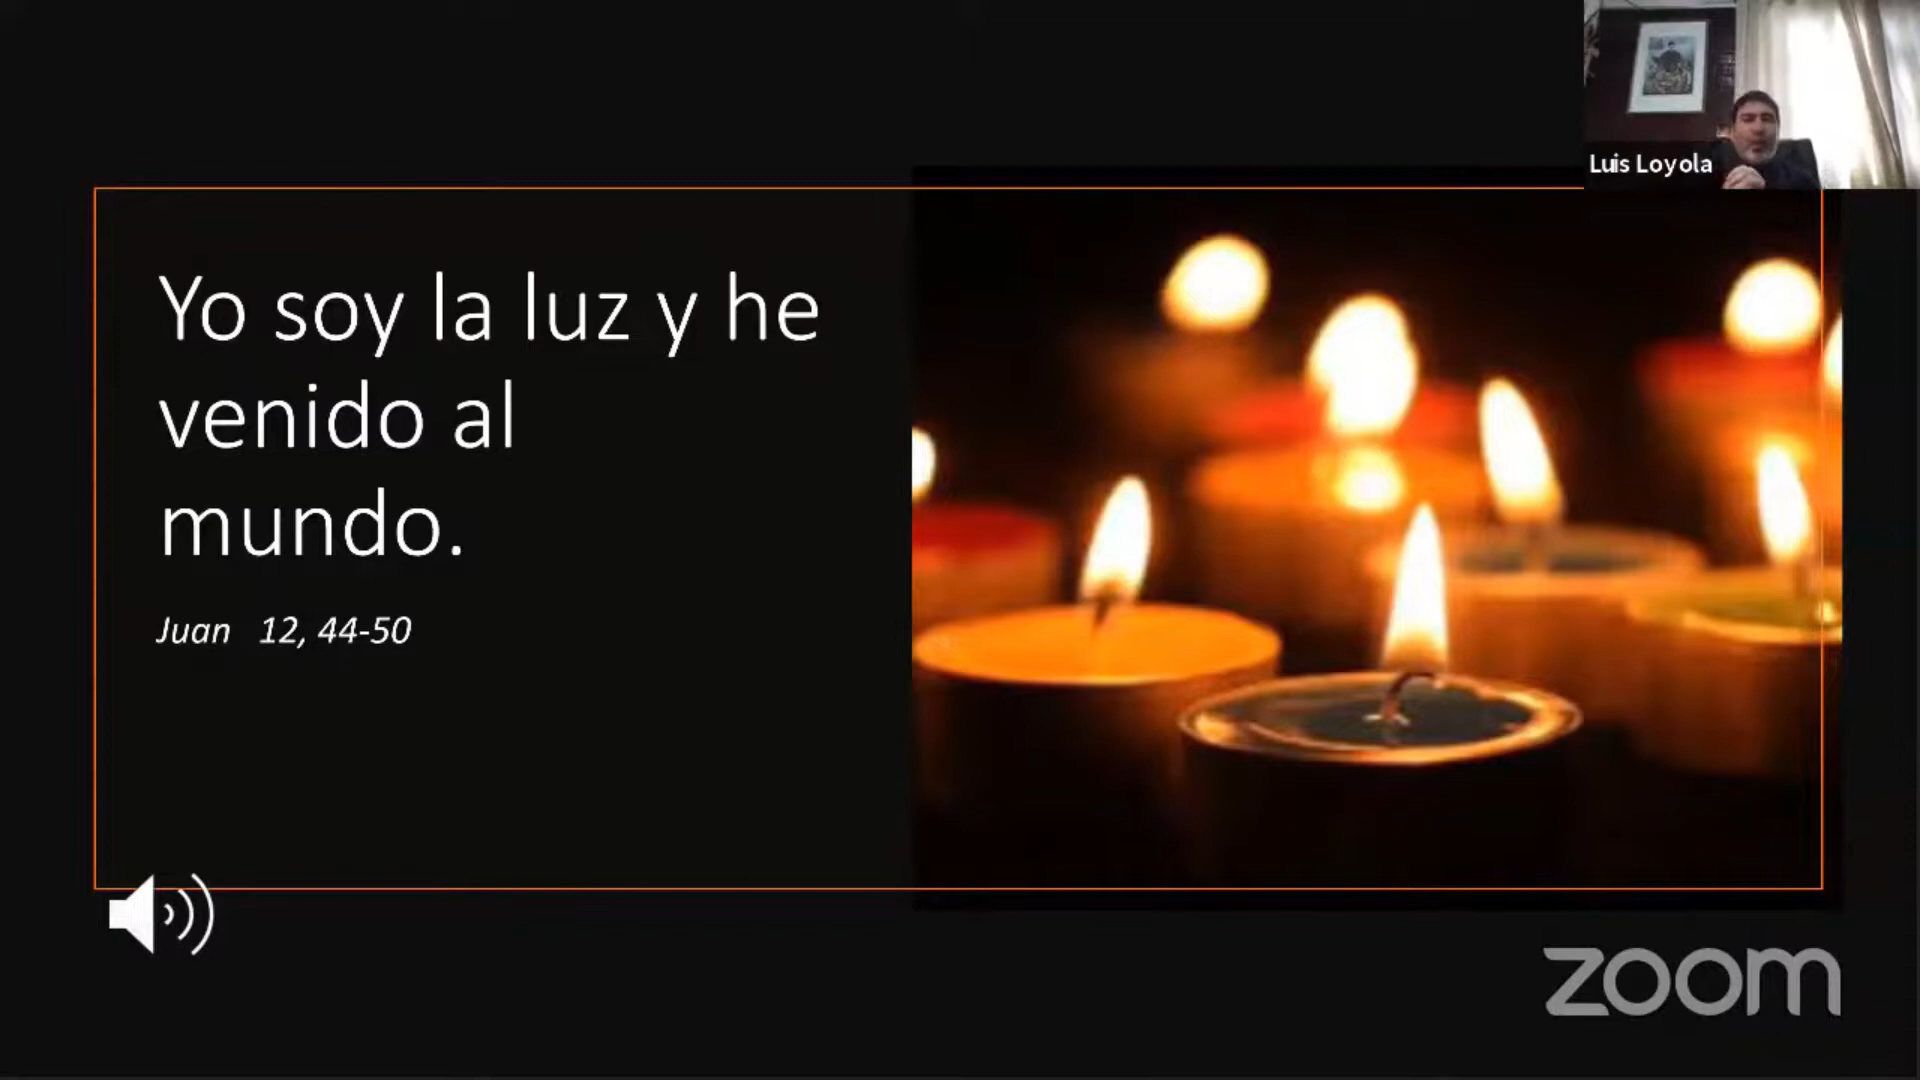 Luis Loyola
Yo soy la luz y he
venido al
mundo.
Juan 12, 44-50
zoom